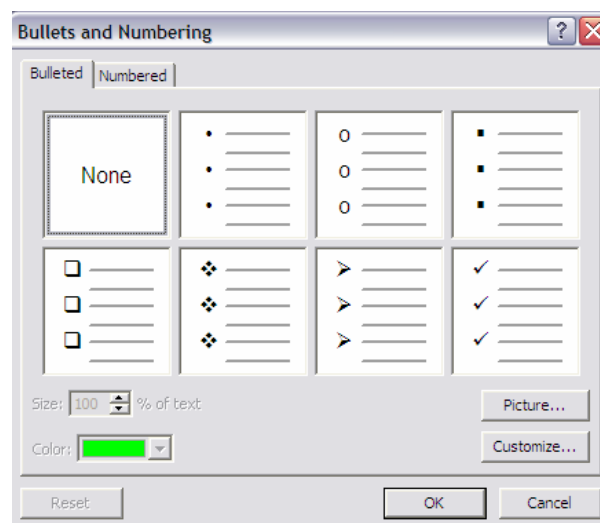 Bullets and Numbering
Bulleted Numbered
None
Size: 100 % of text
Picture...
Color:
Customize...
Reset OK Cancel